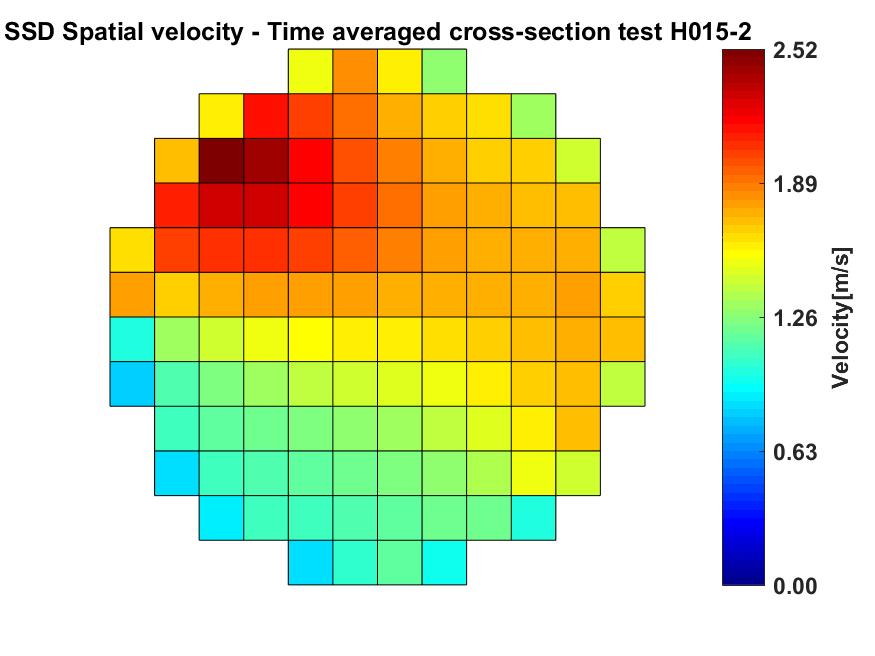 SSD Spatial velocity - Time averaged cross-section test H015-2
2.52
1.89
1.26
0.63
0.00
Velocity[m/s]